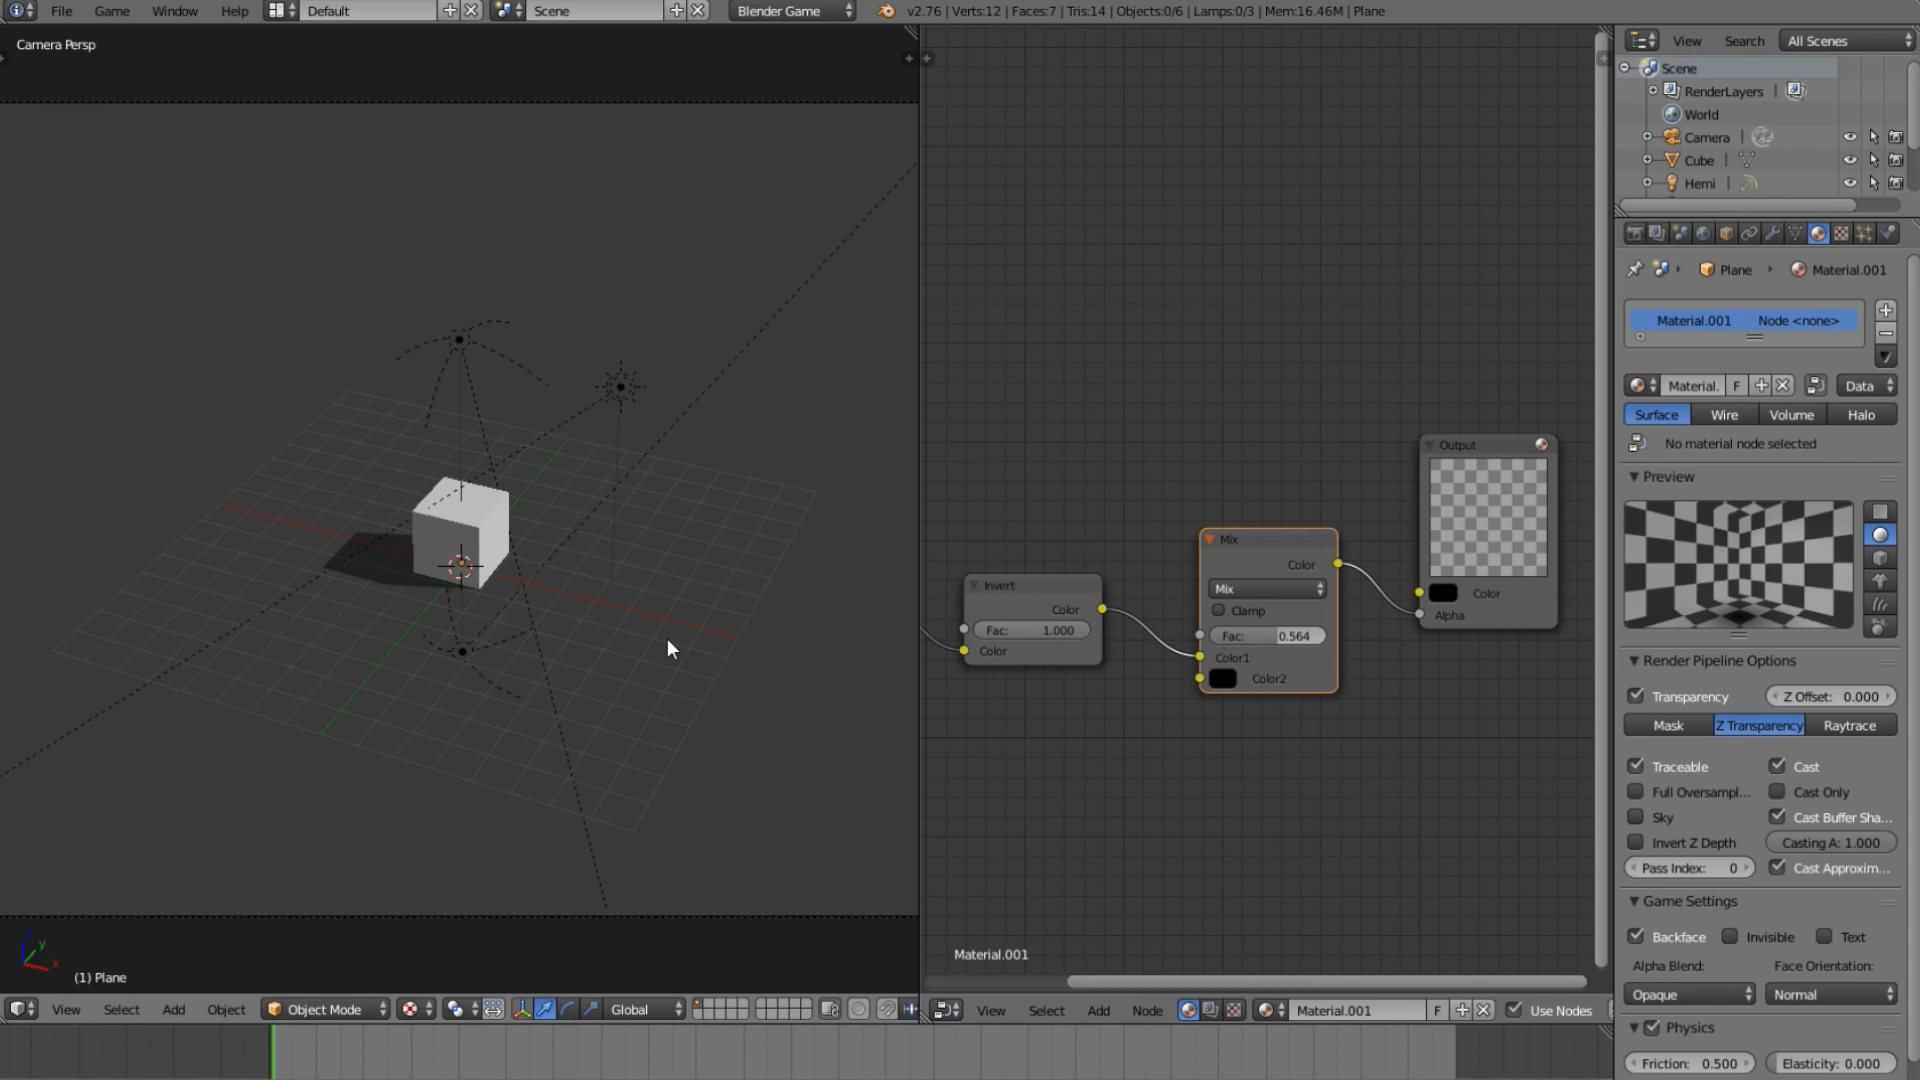 File Game Window Help Default Scene Blender Game v2.76 | Verts:12 | Faces:7 | Tris:14 | Objects:0/6 | Lamps:0/3 | Mem:16.46M | Plane
Camera Persp
(1) Plane
View Select Add Object Object Mode Global
Invert
Color
Fac: 1.000
Color
Mix
Color
Mix
Clamp
Fac: 0.564
Color1
Color2
Output
Color
Alpha
Material.001
View Select Add Node Material.001 F Use Nodes
View Search All Scenes
Scene
RenderLayers
World
Camera
Cube
Hemi
Plane Material.001
Material.001 Node <none>
Material. F Data
Surface Wire Volume Halo
No material node selected
Preview
Render Pipeline Options
Transparency Z Offset: 0.000
Mask Z Transparency Raytrace
Traceable Cast
Full Oversampl... Cast Only
Sky Cast Buffer Sha...
Invert Z Depth Casting A: 1.000
Pass Index: 0 Cast Approxim...
Game Settings
Backface Invisible Text
Alpha Blend: Face Orientation:
Opaque Normal
Physics
Friction: 0.500 Elasticity: 0.000